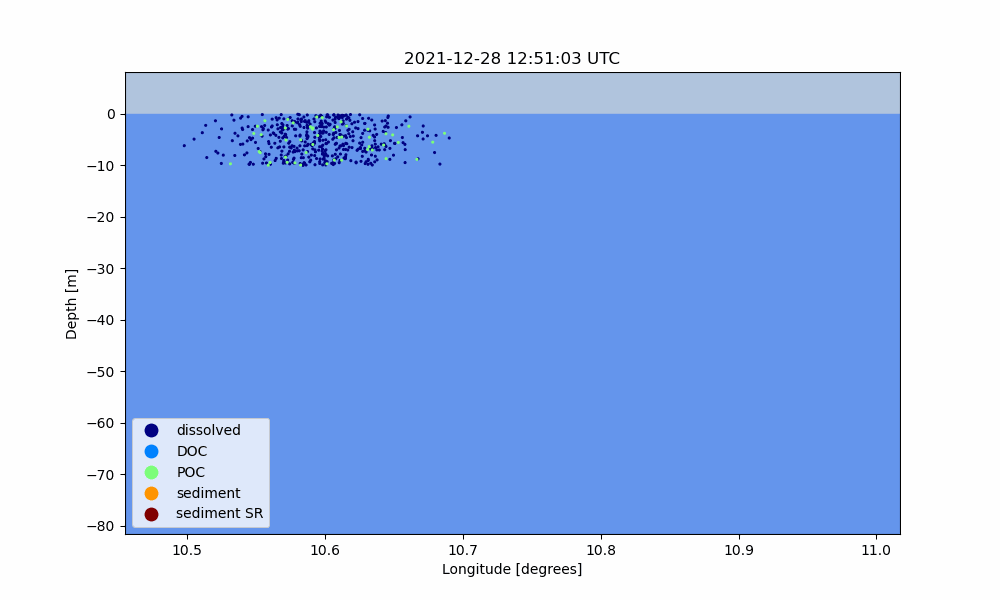 2021-12-28 12:51:03 UTC
0
−10
−20
−30
−40
−50
−60
−70
−80
Depth [m]
dissolved
DOC
POC
sediment
sediment SR
10.5 10.6 10.7 10.8 10.9 11.0
Longitude [degrees]